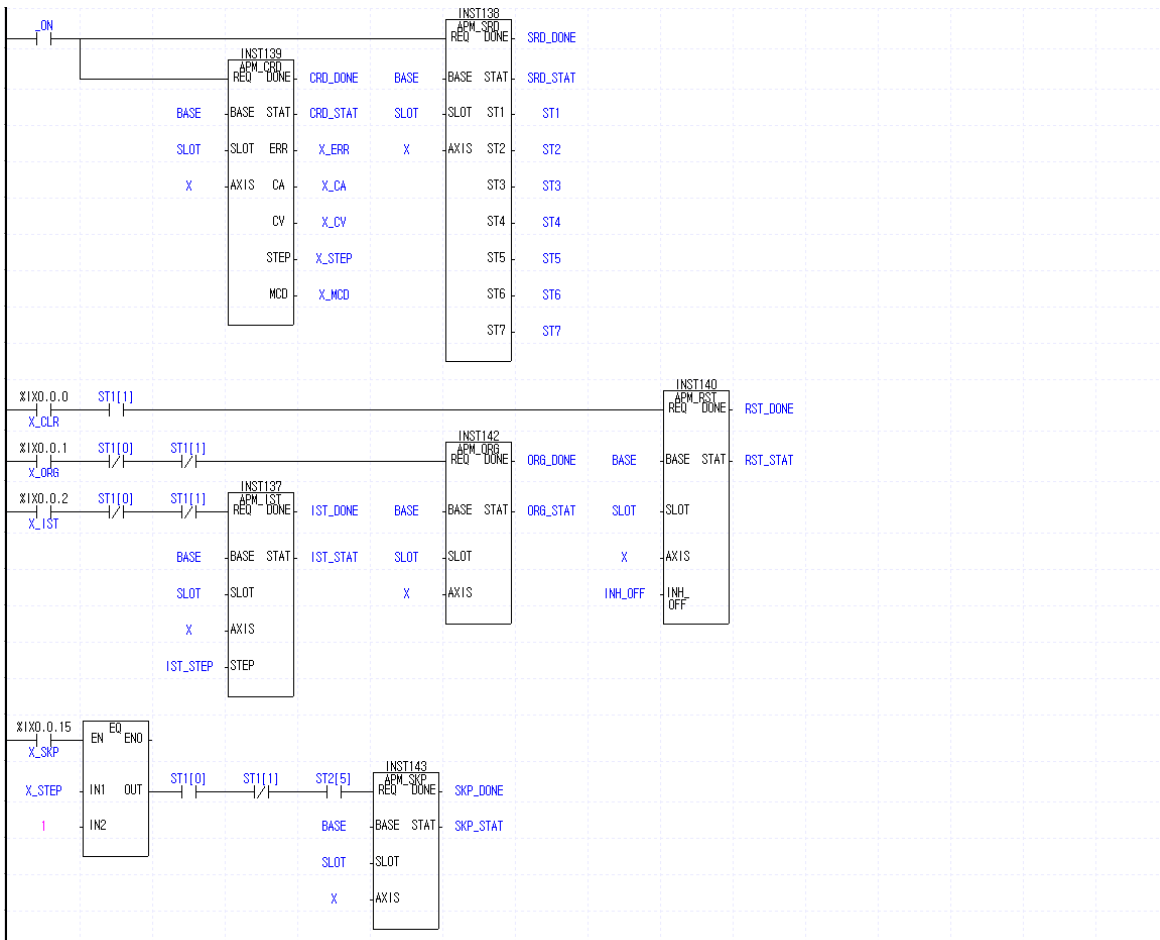 INST138
_ON APM_SRD
REQ DONE SRD_DONE
INST139
APM_CRD
REQ DONE CRD_DONE BASE BASE STAT SRD_STAT
BASE BASE STAT CRD_STAT SLOT SLOT ST1 ST1
SLOT SLOT ERR X_ERR X AXIS ST2 ST2
X AXIS CA X_CA ST3 ST3
CV X_CV ST4 ST4
STEP X_STEP ST5 ST5
MCD X_MCD ST6 ST6
ST7 ST7
INST140
%IX0.0.0 ST1[1] APM_RST
REQ DONE RST_DONE
X_CLR
INST142
%IX0.0.1 ST1[0] ST1[1] APM_ORG
REQ DONE ORG_DONE BASE BASE STAT RST_STAT
X_ORG
INST137
%IX0.0.2 ST1[0] ST1[1] APM_IST
REQ DONE IST_DONE BASE BASE STAT ORG_STAT SLOT SLOT
X_IST
BASE BASE STAT IST_STAT SLOT SLOT X AXIS
SLOT SLOT X AXIS INH_OFF INH_
OFF
X AXIS
IST_STEP STEP
%IX0.0.15 EQ
EN ENO
X_SKP
INST143
ST1[0] ST1[1] ST2[5] APM_SKP
X_STEP IN1 OUT REQ DONE SKP_DONE
1 IN2 BASE BASE STAT SKP_STAT
SLOT SLOT
X AXIS